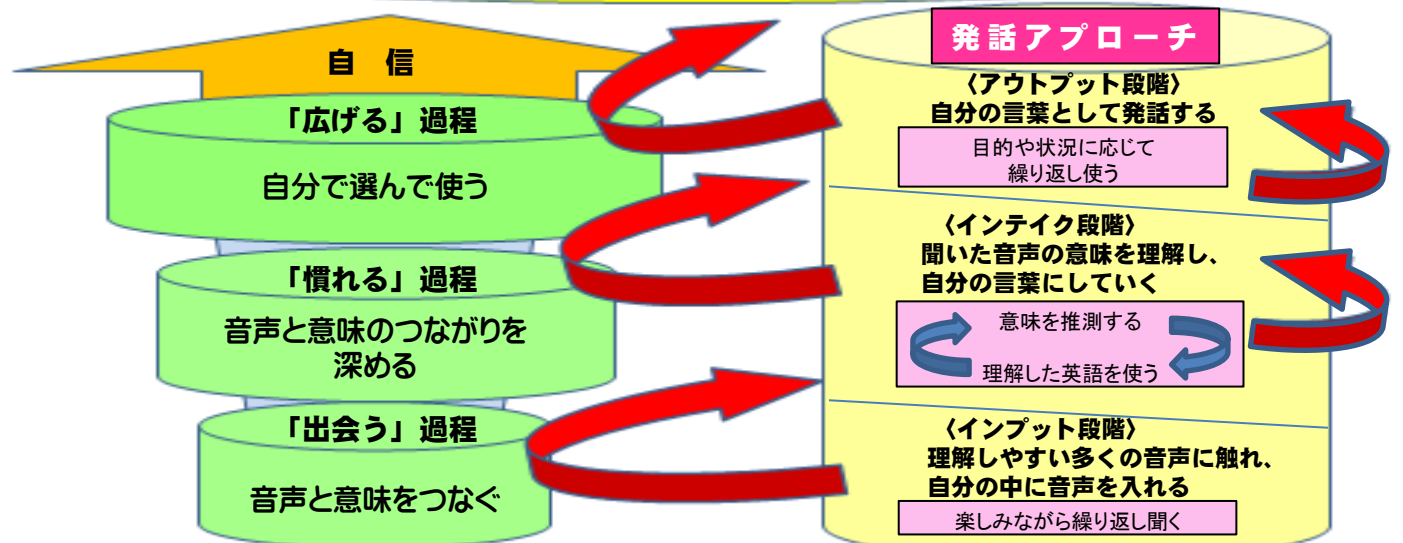 自 信
「広げる」過程
自分で選んで使う
「慣れる」過程
音声と意味のつながりを
深める
「出会う」過程
音声と意味をつなぐ
発話アプローチ
〈アウトプット段階〉
自分の言葉として発話する
目的や状況に応じて
繰り返し使う
〈インテイク段階〉
聞いた音声の意味を理解し、
自分の言葉にしていく
意味を推測する
理解した英語を使う
〈インプット段階〉
理解しやすい多くの音声に触れ、
自分の中に音声を入れる
楽しみながら繰り返し聞く